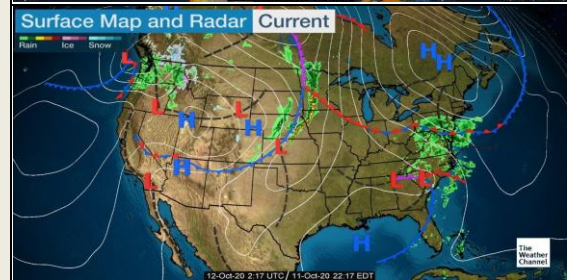 Surface Map and Radar Current
Rain Ice Snow
L
H
H
L
L
H
L
H
L
H
L
L
L
H
The
Weather
Channel
12-Oct-20 2:17 UTC / 11-Oct-20 22:17 EDT